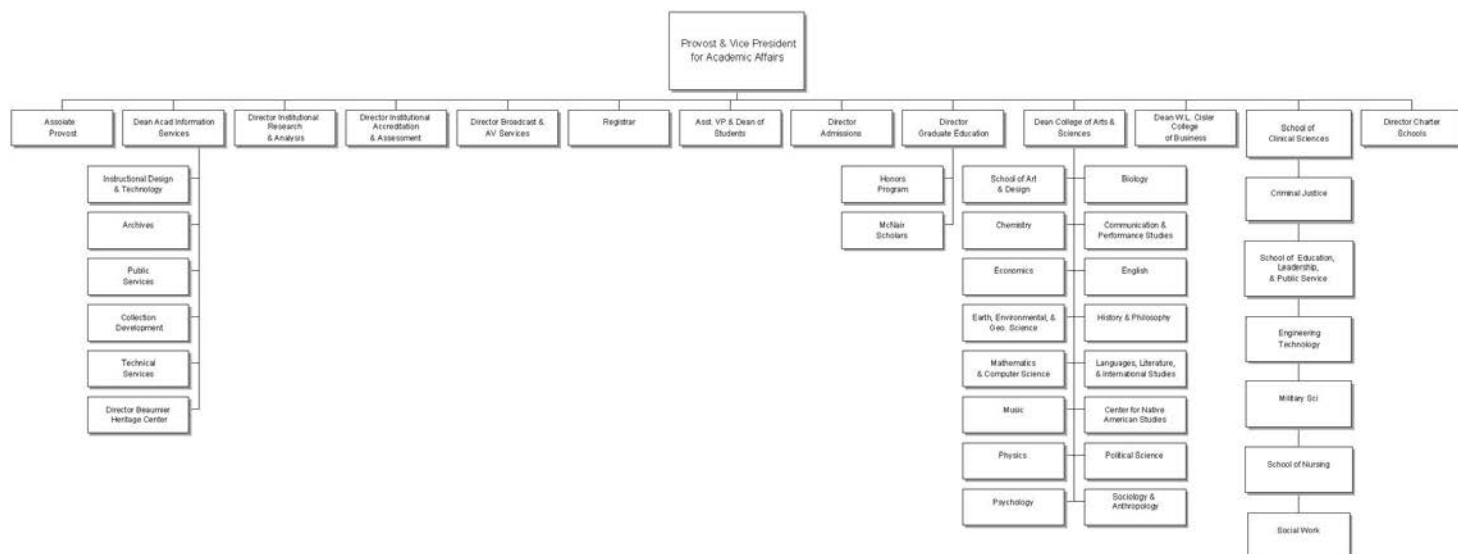 Provost & Vice President
for Academic Affairs
Assoiate
Provost
Dean Acad Information
Services
Director Institutional
Research
& Analysis
Director Institutional
Accreditation
& Assessment
Director Broadcast &
AV Services
Registrar
Asst. VP & Dean of
Students
Director
Admissions
Director
Graduate Education
Dean College of Arts &
Sciences
Dean W.L. Cisler
College
of Business
School of
Clinical Sciences
Director Charter
Schools
Instructional Design
& Technology
Archives
Public
Services
Collection
Development
Technical
Services
Director Beaumier
Heritage Center
Honors
Program
McNair
Scholars
School of Art
& Design
Biology
Chemistry
Communication &
Performance Studies
Economics
English
Earth, Environmental, &
Geo. Science
History & Philosophy
Mathematics
& Computer Science
Languages, Literature,
& International Studies
Music
Center for Native
American Studies
Physics
Political Science
Psychology
Sociology &
Anthropology
Criminal Justice
School of Education,
Leadership,
& Public Service
Engineering
Technology
Military Sci
School of Nursing
Social Work